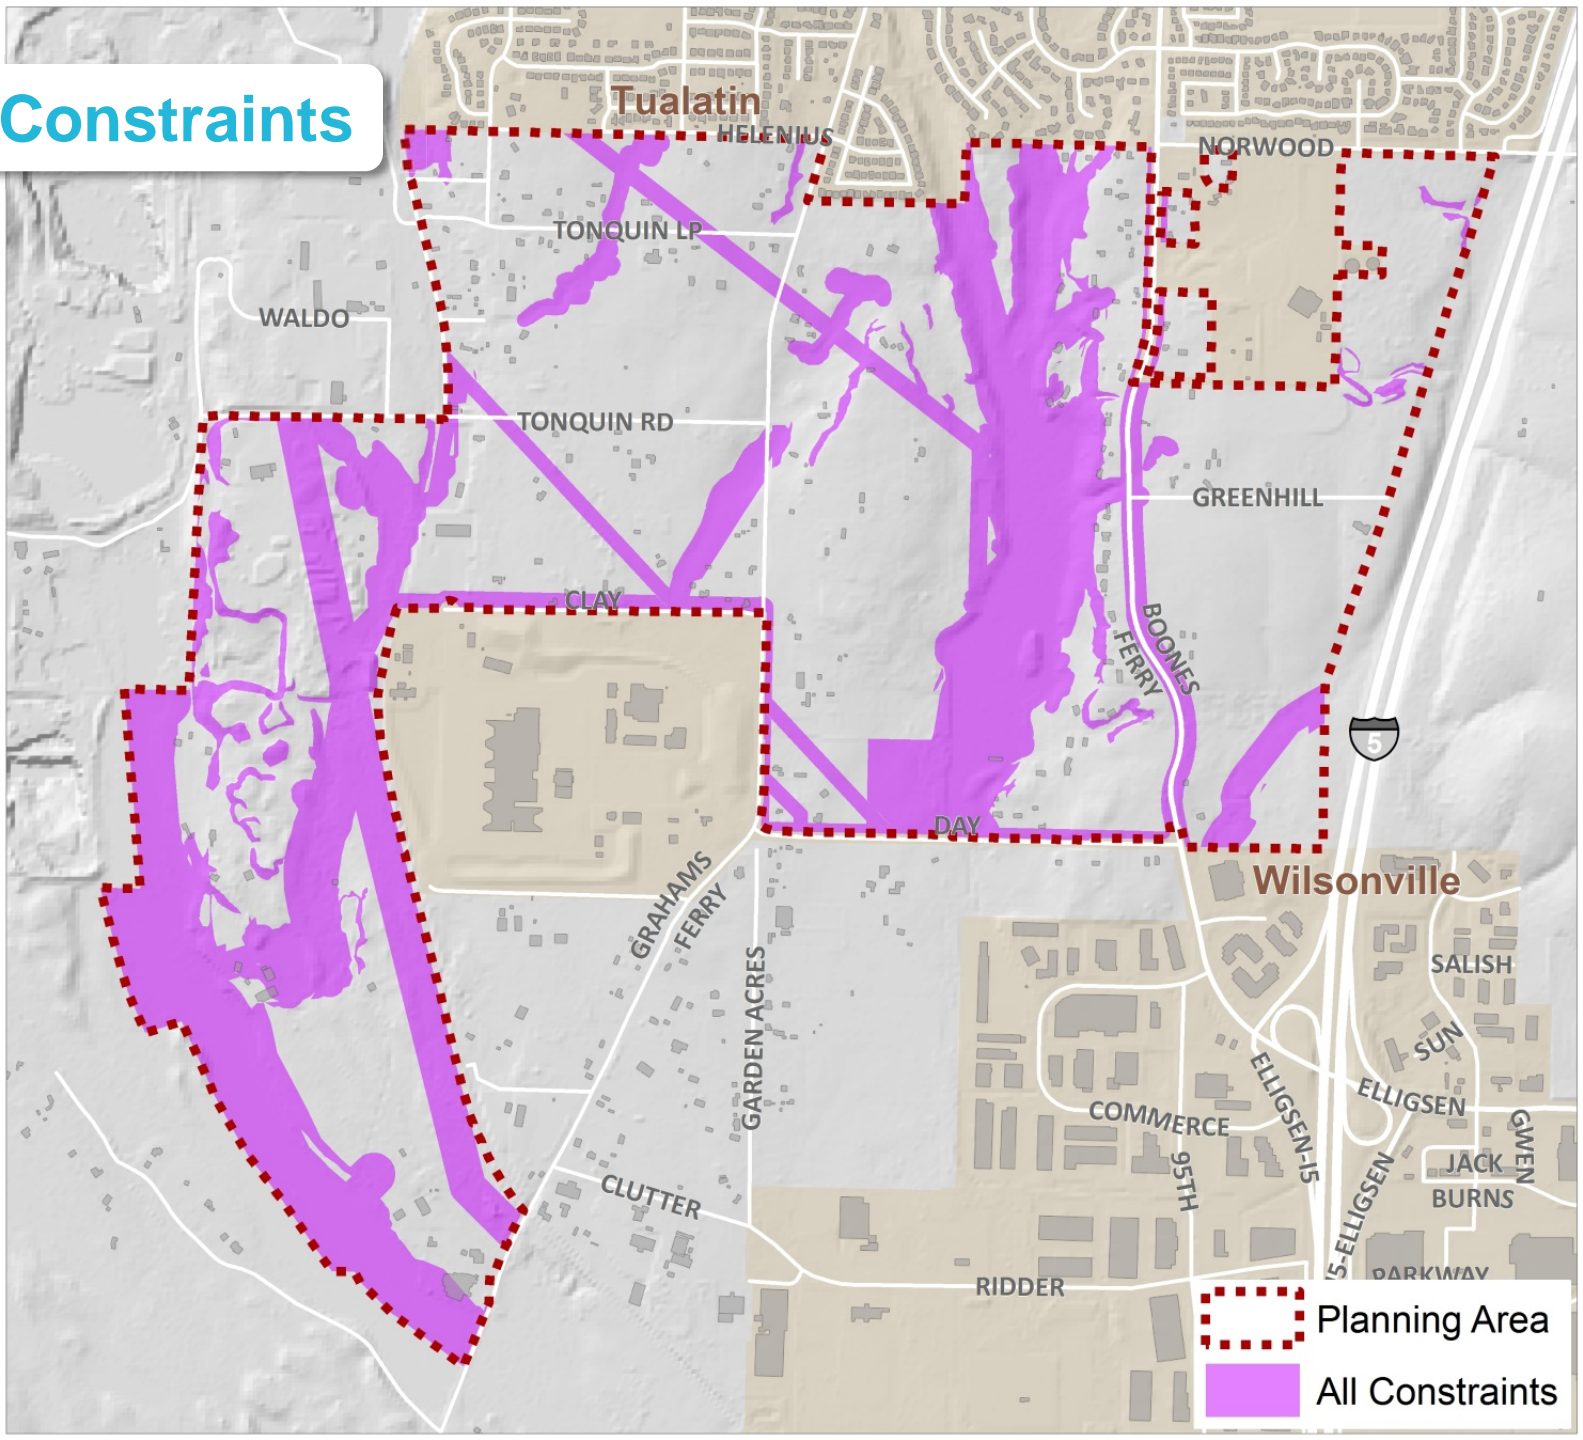 Constraints
Tualatin
HELENIUS
NORWOOD
TONQUIN LP
WALDO
TONQUIN RD
GREENHILL
CLAY
BOONES
FERRY
5
DAY
Wilsonville
GRAHAMS
FERRY
GARDEN ACRES
SALISH
SUN
ELLIGSEN
ELLIGSEN-I5
COMMERCE
GWEN
95TH
JACK
BURNS
CLUTTER
I5-ELLIGSEN
PARKWAY
RIDDER
Planning Area
All Constraints